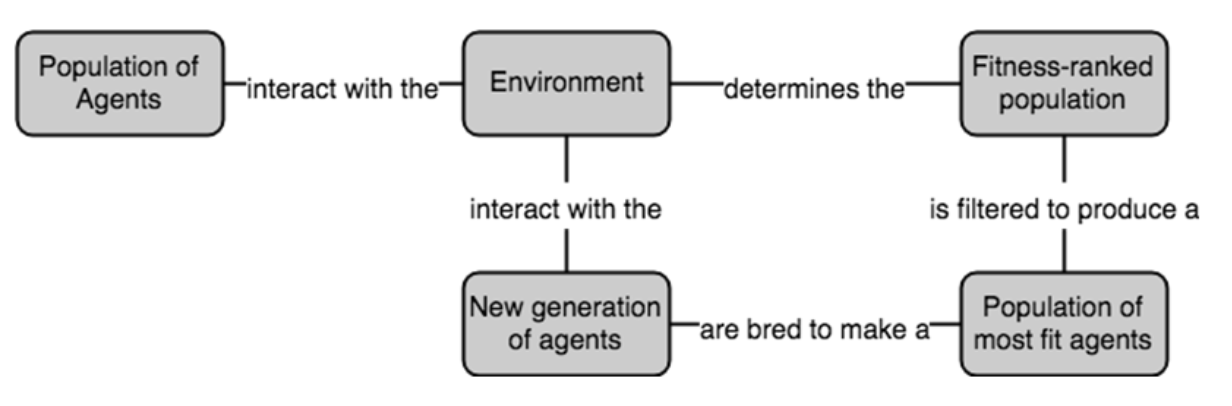 Population of
Agents
interact with the
Environment
determines the
Fitness-ranked
population
interact with the
is filtered to produce a
New generation
of agents
are bred to make a
Population of
most fit agents